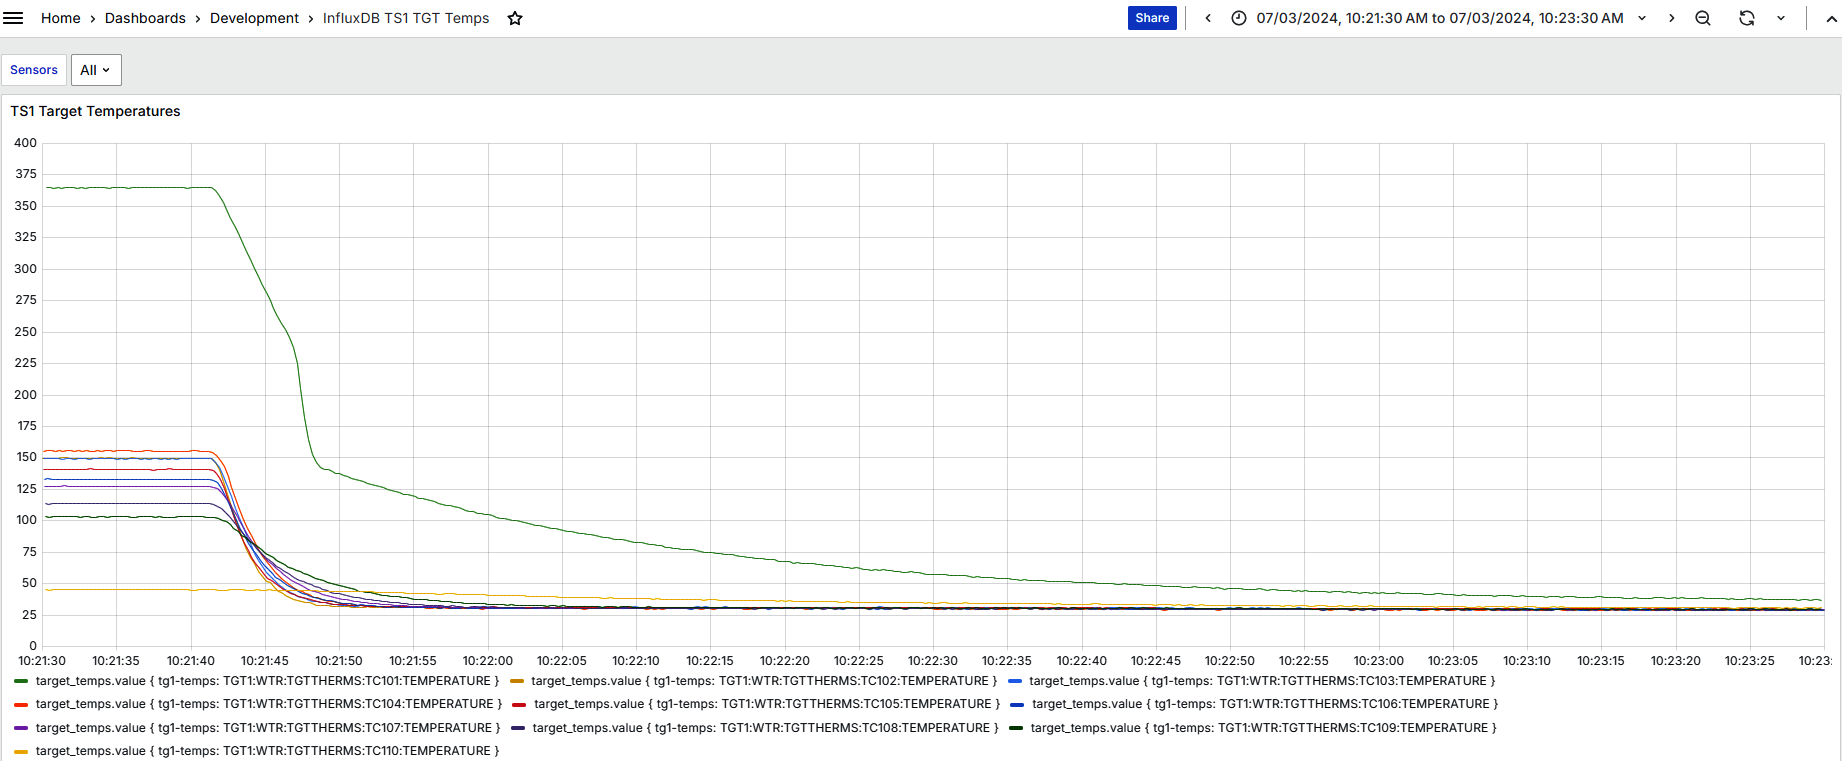 Home > Dashboards > Development > InfluxDB TS1 TGT Temps Share 07/03/2024, 10:21:30 AM to 07/03/2024, 10:23:30 AM
Sensors All
TS1 Target Temperatures
400
375
350
325
300
275
250
225
200
175
150
125
100
75
50
25
0
10:21:30 10:21:35 10:21:40 10:21:45 10:21:50 10:21:55 10:22:00 10:22:05 10:22:10 10:22:15 10:22:20 10:22:25 10:22:30 10:22:35 10:22:40 10:22:45 10:22:50 10:22:55 10:23:00 10:23:05 10:23:10 10:23:15 10:23:20 10:23:25 10:23:
target_temps.value { tg1-temps: TGT1:WTR:TGTTHERMS:TC101:TEMPERATURE } target_temps.value { tg1-temps: TGT1:WTR:TGTTHERMS:TC102:TEMPERATURE } target_temps.value { tg1-temps: TGT1:WTR:TGTTHERMS:TC103:TEMPERATURE }
target_temps.value { tg1-temps: TGT1:WTR:TGTTHERMS:TC104:TEMPERATURE } target_temps.value { tg1-temps: TGT1:WTR:TGTTHERMS:TC105:TEMPERATURE } target_temps.value { tg1-temps: TGT1:WTR:TGTTHERMS:TC106:TEMPERATURE }
target_temps.value { tg1-temps: TGT1:WTR:TGTTHERMS:TC107:TEMPERATURE } target_temps.value { tg1-temps: TGT1:WTR:TGTTHERMS:TC108:TEMPERATURE } target_temps.value { tg1-temps: TGT1:WTR:TGTTHERMS:TC109:TEMPERATURE }
target_temps.value { tg1-temps: TGT1:WTR:TGTTHERMS:TC110:TEMPERATURE }